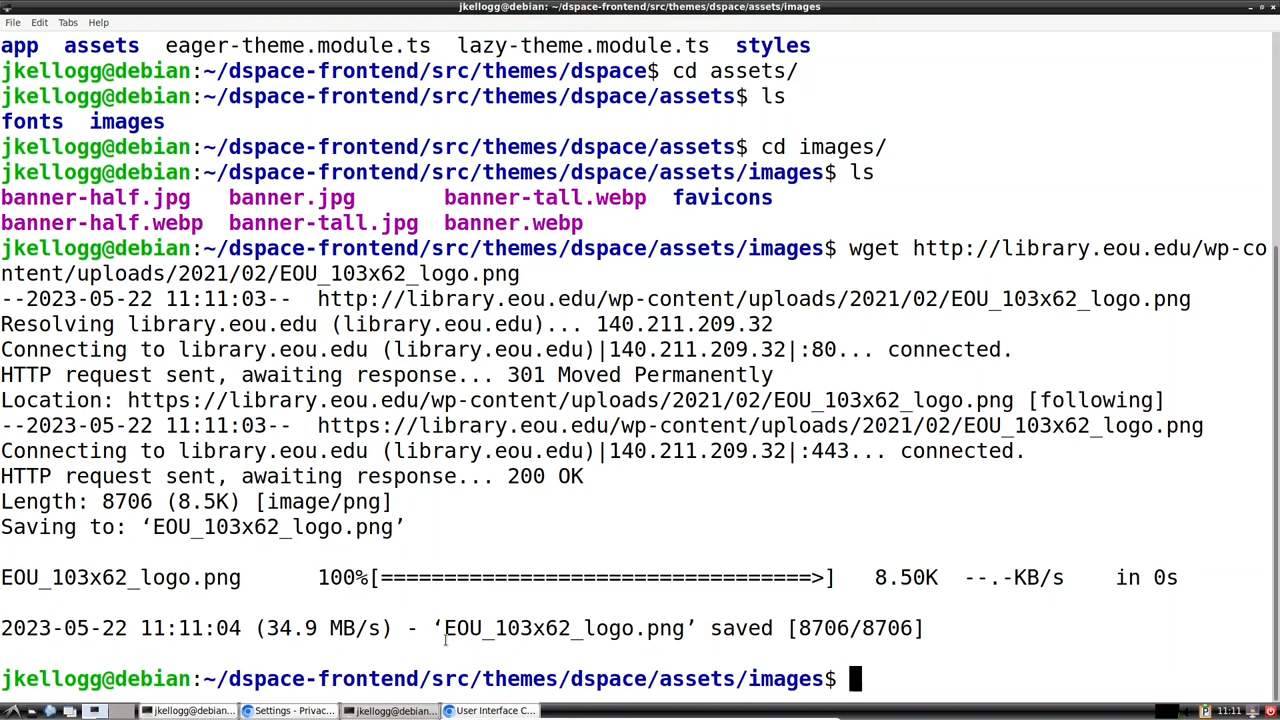 jkellogg@debian: ~/dspace-frontend/src/themes/dspace/assets/images
File Edit Tabs Help
app assets eager-theme.module.ts lazy-theme.module.ts styles
jkellogg@debian:~/dspace-frontend/src/themes/dspace$ cd assets/
jkellogg@debian:~/dspace-frontend/src/themes/dspace/assets$ ls
fonts images
jkellogg@debian:~/dspace-frontend/src/themes/dspace/assets$ cd images/
jkellogg@debian:~/dspace-frontend/src/themes/dspace/assets/images$ ls
banner-half.jpg banner.jpg banner-tall.webp favicons
banner-half.webp banner-tall.jpg banner.webp
jkellogg@debian:~/dspace-frontend/src/themes/dspace/assets/images$ wget http://library.eou.edu/wp-co
ntent/uploads/2021/02/EOU_103x62_logo.png
--2023-05-22 11:11:03-- http://library.eou.edu/wp-content/uploads/2021/02/EOU_103x62_logo.png
Resolving library.eou.edu (library.eou.edu)... 140.211.209.32
Connecting to library.eou.edu (library.eou.edu)|140.211.209.32|:80... connected.
HTTP request sent, awaiting response... 301 Moved Permanently
Location: https://library.eou.edu/wp-content/uploads/2021/02/EOU_103x62_logo.png [following]
--2023-05-22 11:11:03-- https://library.eou.edu/wp-content/uploads/2021/02/EOU_103x62_logo.png
Connecting to library.eou.edu (library.eou.edu)|140.211.209.32|:443... connected.
HTTP request sent, awaiting response... 200 OK
Length: 8706 (8.5K) [image/png]
Saving to: ‘EOU_103x62_logo.png’
EOU_103x62_logo.png 100%[==================================>] 8.50K --.-KB/s in 0s
2023-05-22 11:11:04 (34.9 MB/s) - ‘EOU_103x62_logo.png’ saved [8706/8706]
jkellogg@debian:~/dspace-frontend/src/themes/dspace/assets/images$
jkellogg@debian... Settings - Privac... jkellogg@debian... User Interface C... 11:11